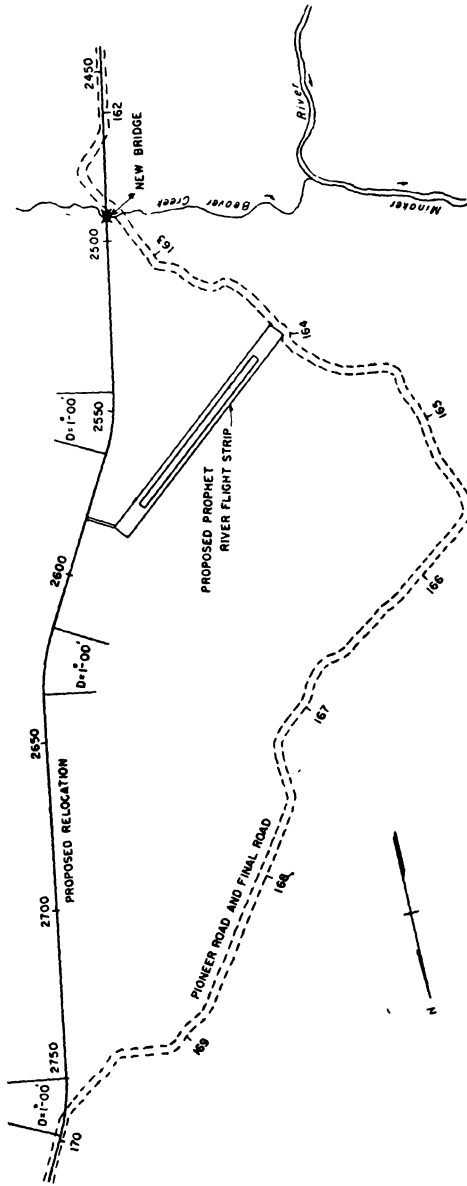 2450
162
NEW BRIDGE
2500
Beaver Creek
River
Minaker
163
164
D=1°-00'
2550
PROPOSED PROPHET
RIVER FLIGHT STRIP
165
2600
D=1°-00'
166
2650
PROPOSED RELOCATION
167
PIONEER ROAD AND FINAL ROAD
168
2700
N
169
2750
D=1°-00'
170